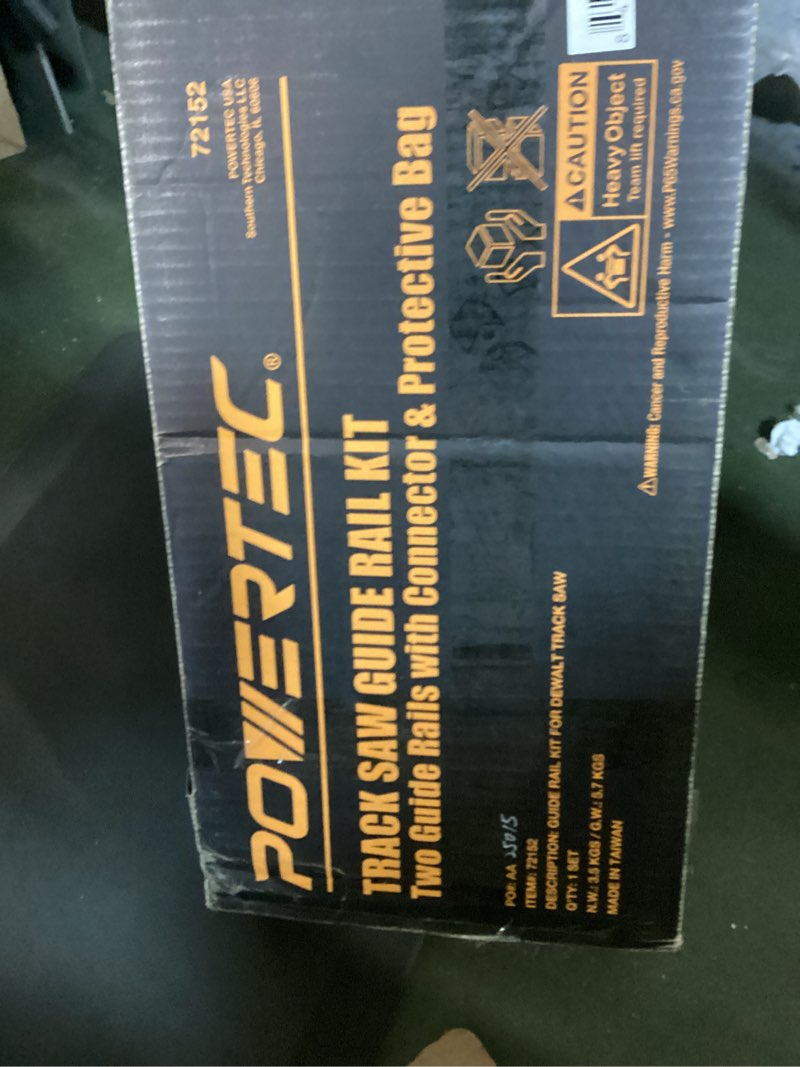 72152
POWERTEC USA
Southern Technologies LLC
Chicago, IL 60606
POWERTEC®
TRACK SAW GUIDE RAIL KIT
Two Guide Rails with Connector & Protective Bag
PO#: AA 25015
ITEM#: 72152
DESCRIPTION: GUIDE RAIL KIT FOR DEWALT TRACK SAW
Q'TY: 1 SET
N.W.: 3.5 KGS / G.W.: 5.7 KGS
MADE IN TAIWAN
⚠CAUTION
Heavy Object
Team lift required
⚠WARNING: Cancer and Reproductive Harm - www.P65Warnings.ca.gov